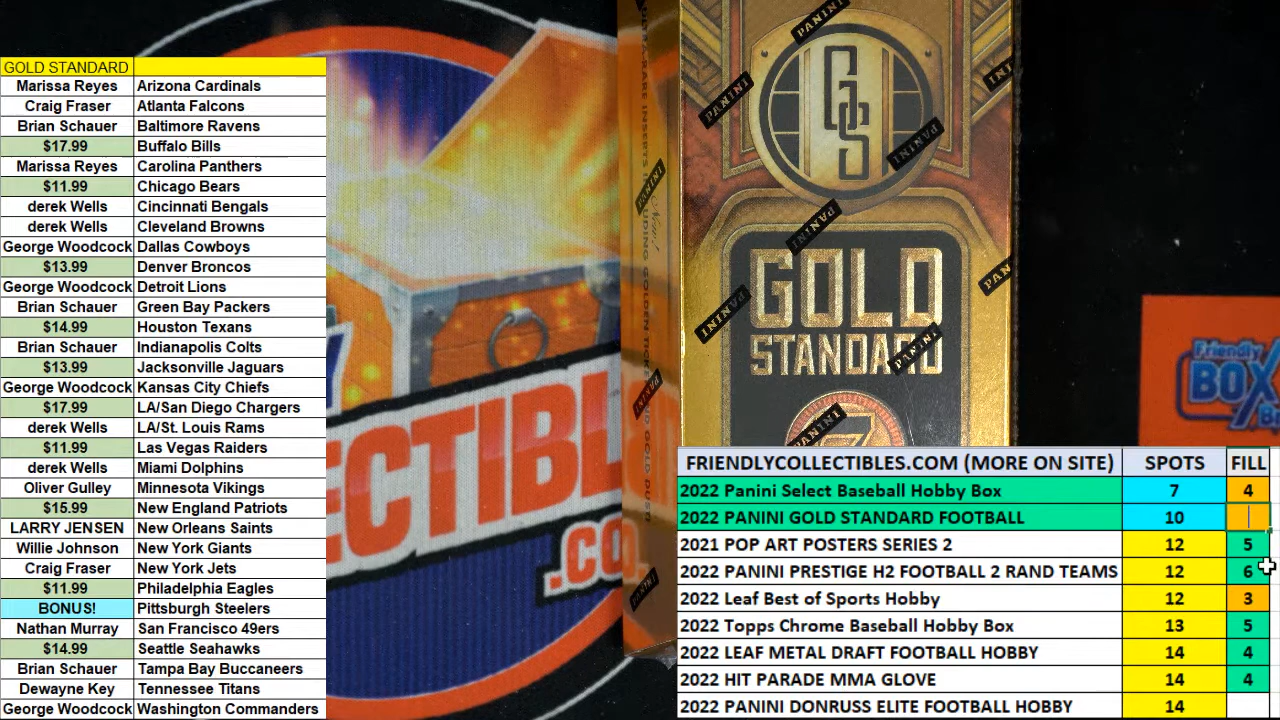 GOLD STANDARD
Marissa Reyes Arizona Cardinals
Craig Fraser Atlanta Falcons
Brian Schauer Baltimore Ravens
$17.99 Buffalo Bills
Marissa Reyes Carolina Panthers
$11.99 Chicago Bears
derek Wells Cincinnati Bengals
derek Wells Cleveland Browns
George Woodcock Dallas Cowboys
$13.99 Denver Broncos
George Woodcock Detroit Lions
Brian Schauer Green Bay Packers
$14.99 Houston Texans
Brian Schauer Indianapolis Colts
$13.99 Jacksonville Jaguars
George Woodcock Kansas City Chiefs
$17.99 LA/San Diego Chargers
derek Wells LA/St. Louis Rams
$11.99 Las Vegas Raiders
derek Wells Miami Dolphins
Oliver Gulley Minnesota Vikings
$15.99 New England Patriots
LARRY JENSEN New Orleans Saints
Willie Johnson New York Giants
Craig Fraser New York Jets
$11.99 Philadelphia Eagles
BONUS! Pittsburgh Steelers
Nathan Murray San Francisco 49ers
$14.99 Seattle Seahawks
Brian Schauer Tampa Bay Buccaneers
Dewayne Key Tennessee Titans
George Woodcock Washington Commanders
ECTIBL
.CO
PANINI
PANINI
PANINI
PANINI
PANINI
PANINI
PANINI
PANINI
PANINI
PANINI
GS
GOLD
STANDARD
Friendly
BOX
FRIENDLYCOLLECTIBLES.COM (MORE ON SITE) SPOTS FILL
2022 Panini Select Baseball Hobby Box 7 4
2022 PANINI GOLD STANDARD FOOTBALL 10
2021 POP ART POSTERS SERIES 2 12 5
2022 PANINI PRESTIGE H2 FOOTBALL 2 RAND TEAMS 12 6
2022 Leaf Best of Sports Hobby 12 3
2022 Topps Chrome Baseball Hobby Box 13 5
2022 LEAF METAL DRAFT FOOTBALL HOBBY 14 4
2022 HIT PARADE MMA GLOVE 14 4
2022 PANINI DONRUSS ELITE FOOTBALL HOBBY 14